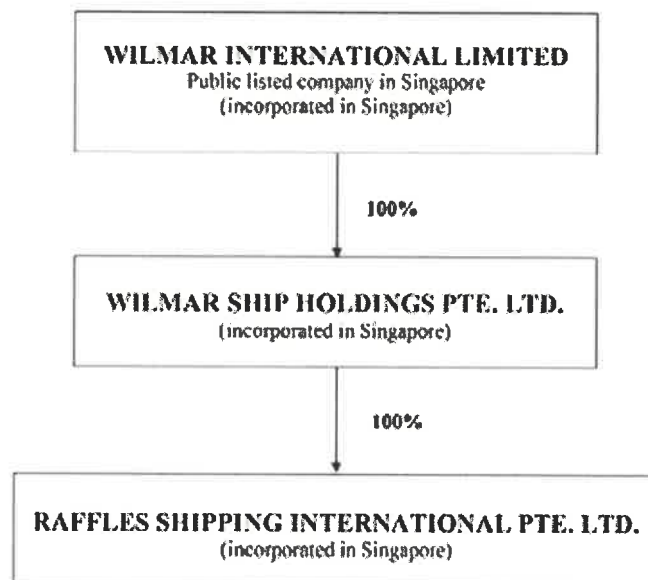 WILMAR INTERNATIONAL LIMITED
Public listed company in Singapore
(incorporated in Singapore)
100%
WILMAR SHIP HOLDINGS PTE. LTD.
(incorporated in Singapore)
100%
RAFFLES SHIPPING INTERNATIONAL PTE. LTD.
(incorporated in Singapore)